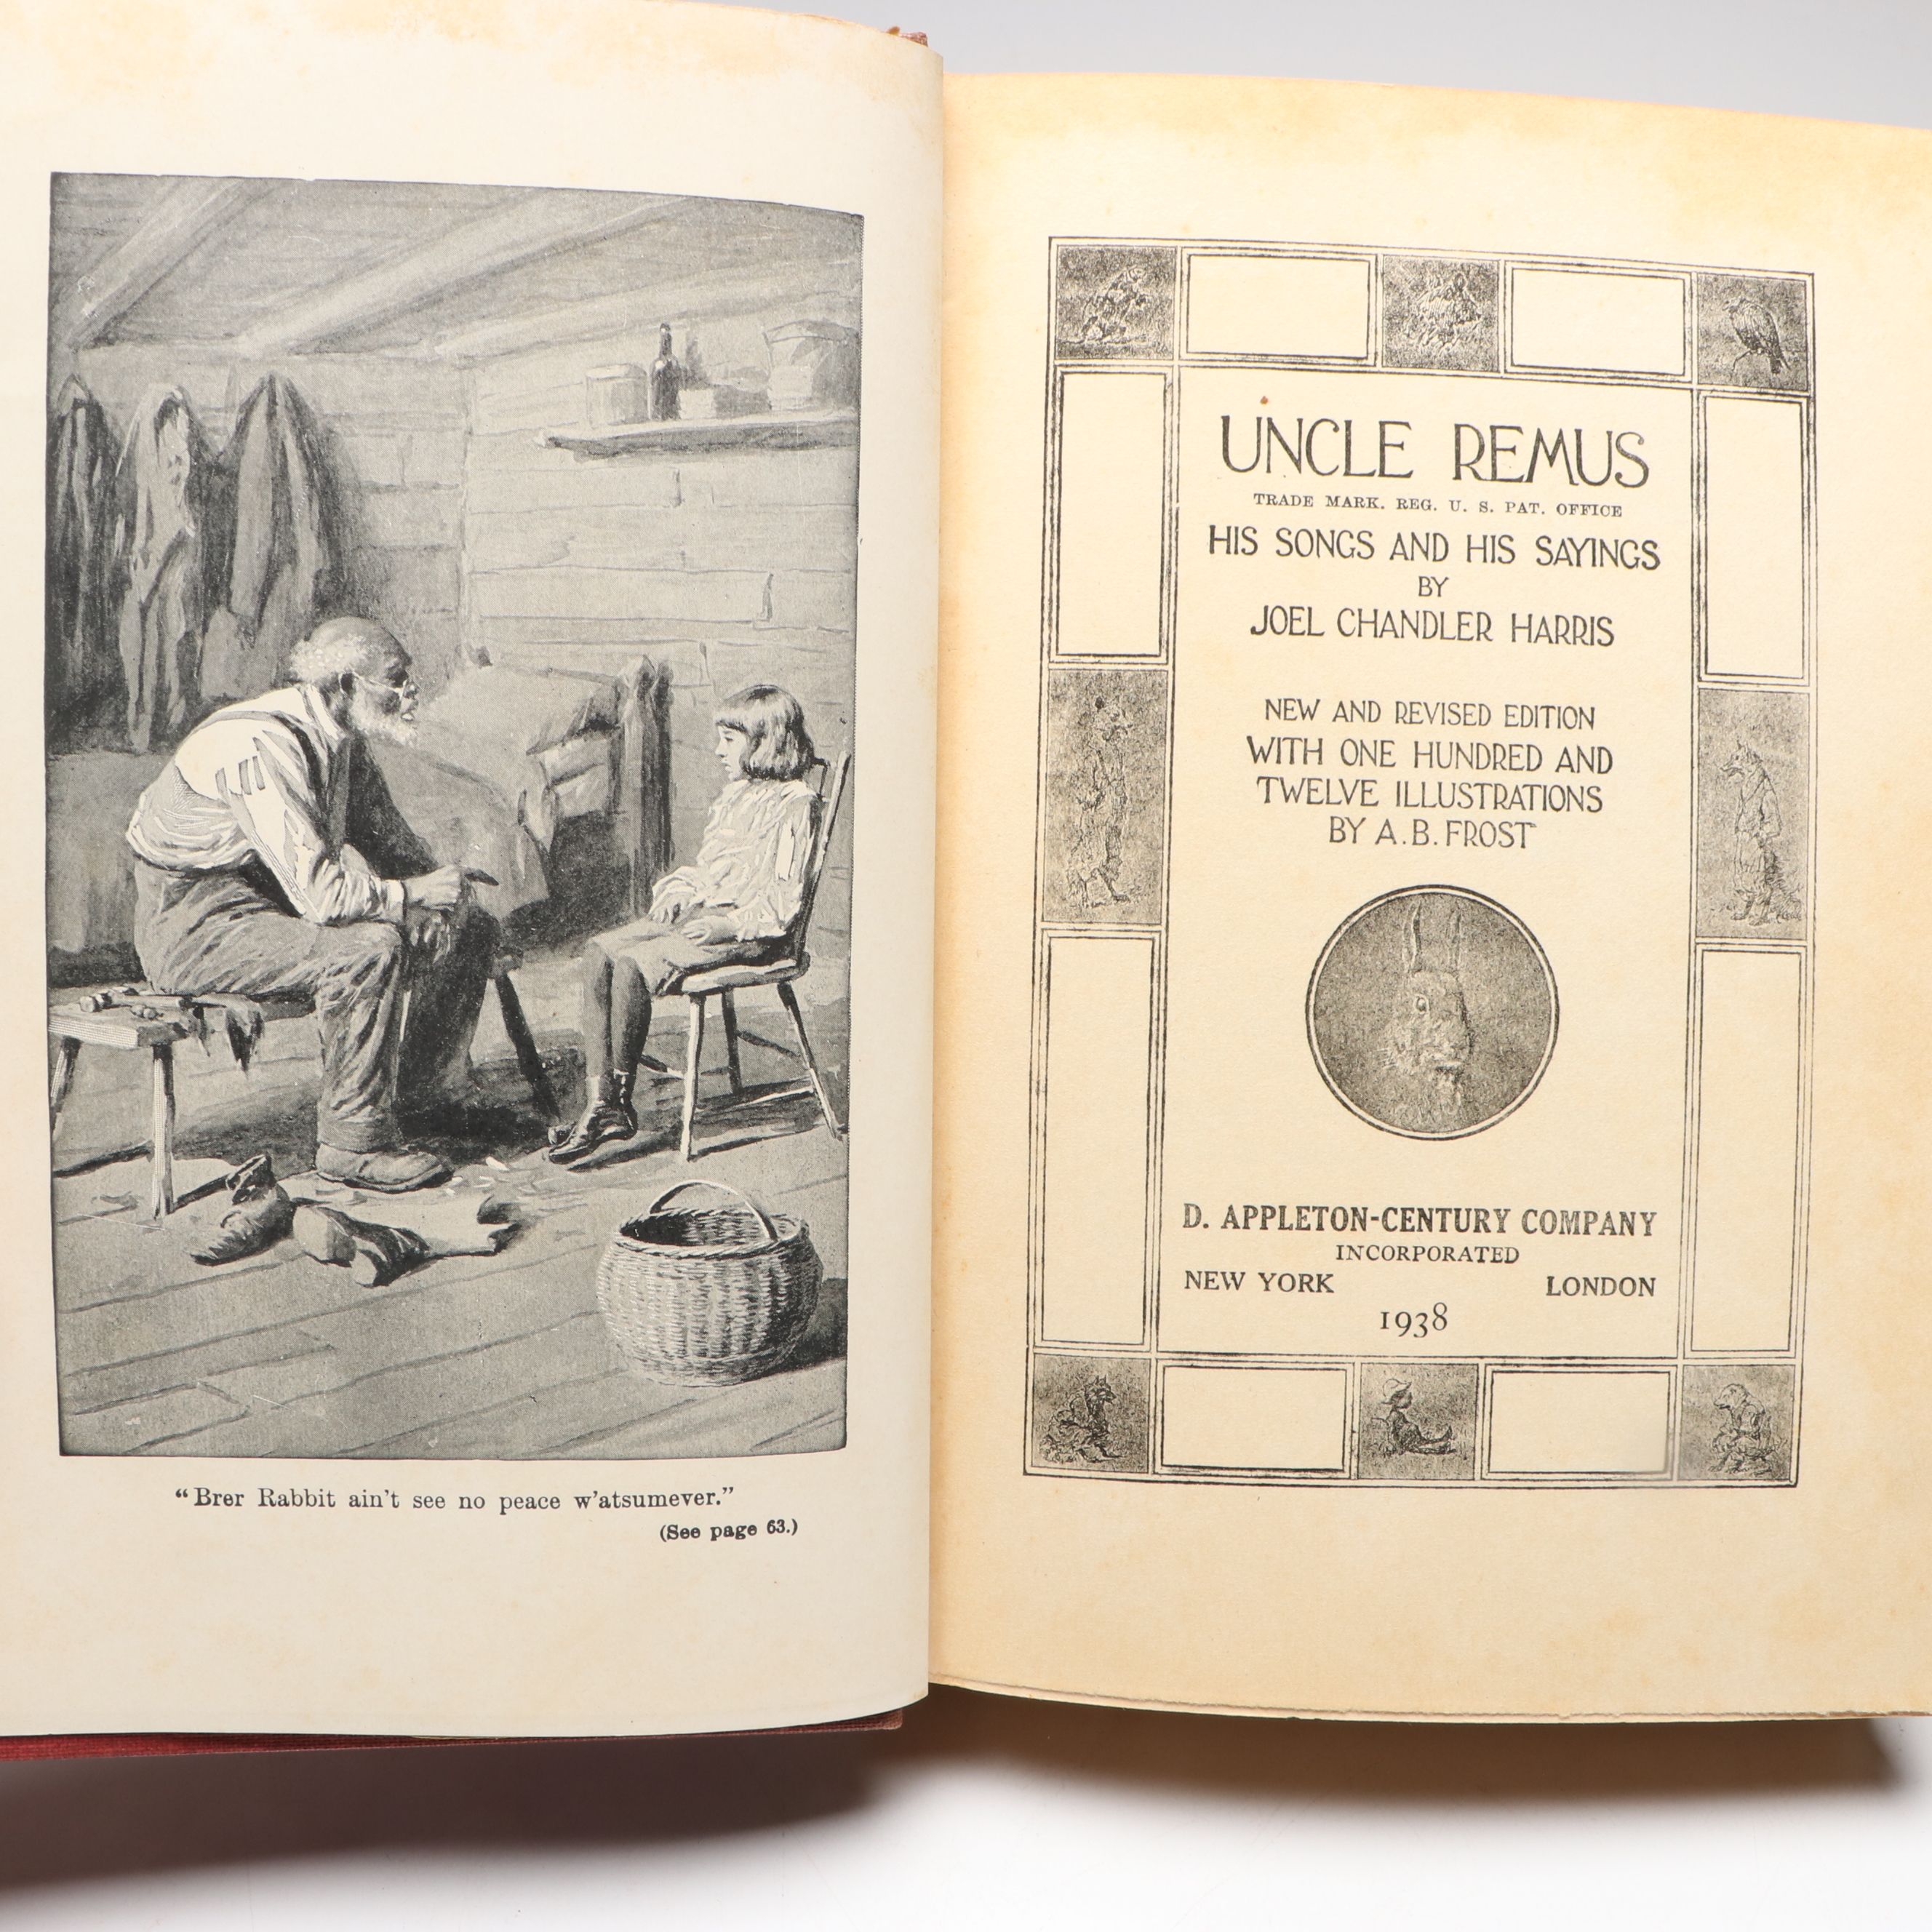 "Brer Rabbit ain't see no peace w'atsumever."
(See page 63.)
UNCLE REMUS
TRADE MARK. REG. U. S. PAT. OFFICE
HIS SONGS AND HIS SAYINGS
BY
JOEL CHANDLER HARRIS
NEW AND REVISED EDITION
WITH ONE HUNDRED AND
TWELVE ILLUSTRATIONS
BY A.B. FROST
D. APPLETON-CENTURY COMPANY
INCORPORATED
NEW YORK LONDON
1938